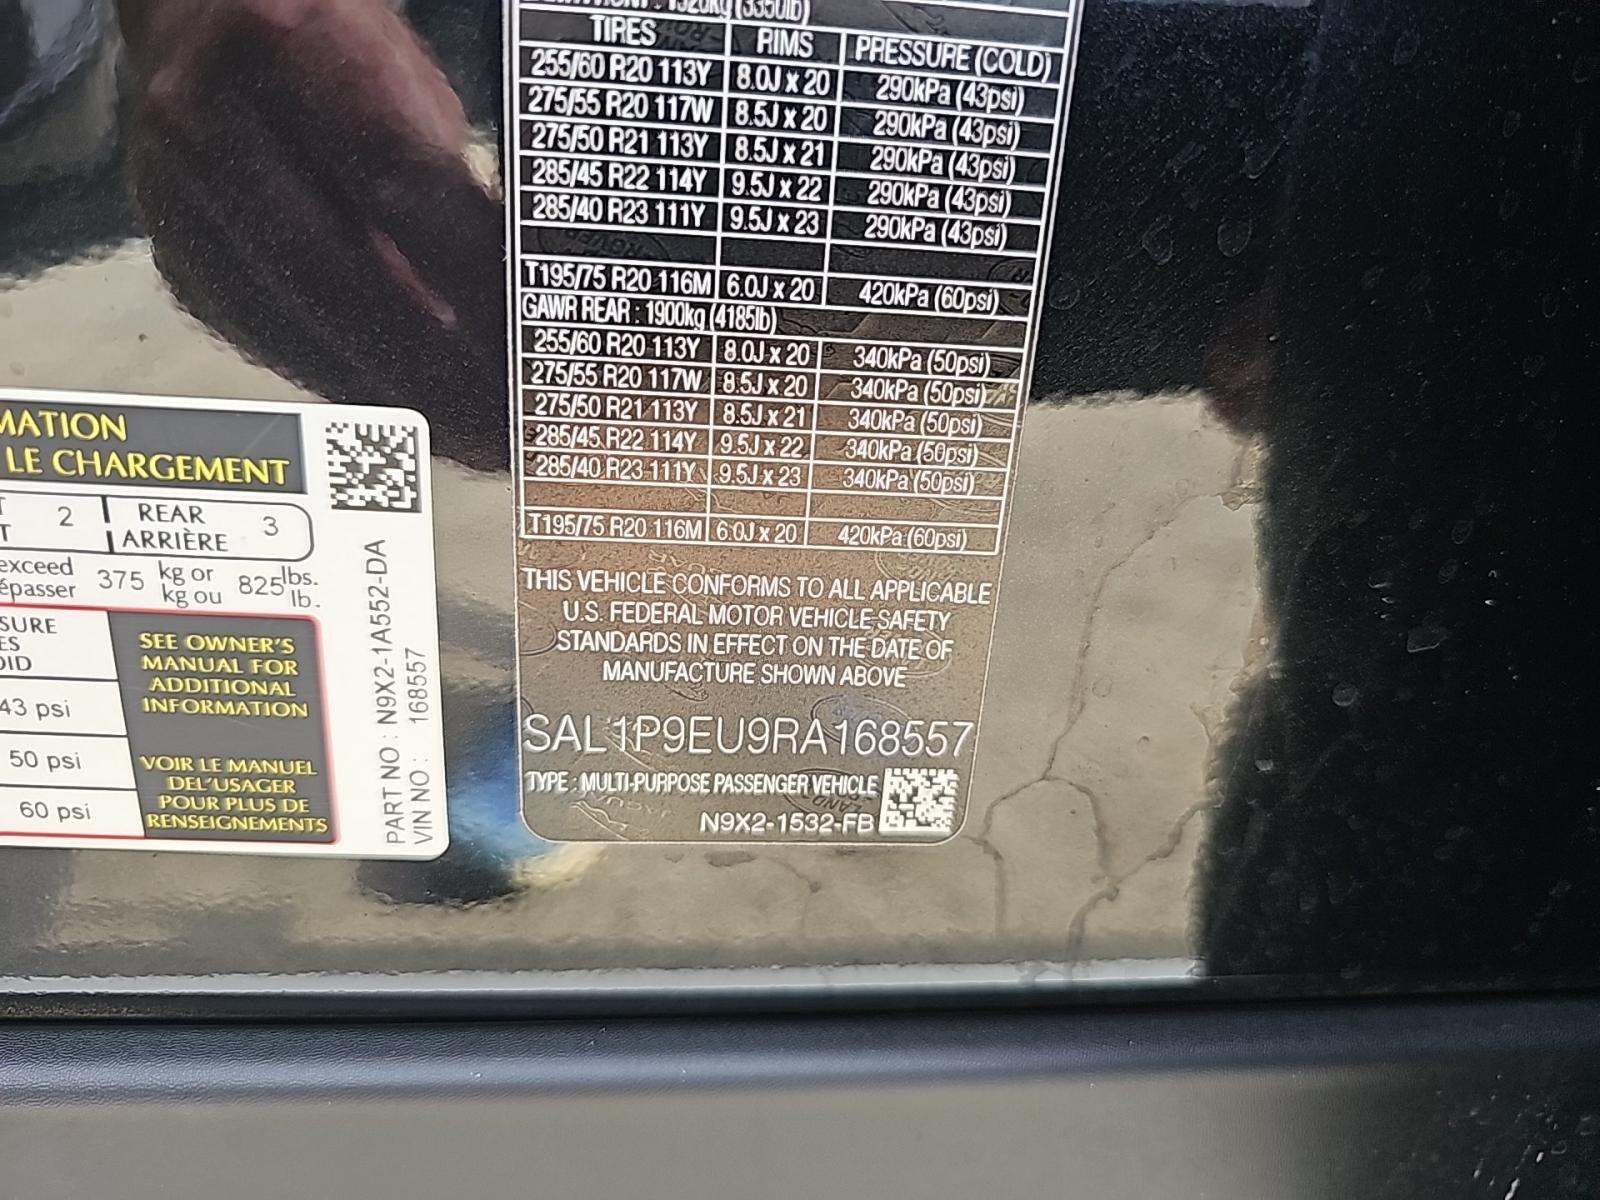 1520kg (3350lb)
TIRES RIMS PRESSURE (COLD)
255/60 R20 113Y 8.0J x 20 290kPa (43psi)
275/55 R20 117W 8.5J x 20 290kPa (43psi)
275/50 R21 113Y 8.5J x 21 290kPa (43psi)
285/45 R22 114Y 9.5J x 22 290kPa (43psi)
285/40 R23 111Y 9.5J x 23 290kPa (43psi)
T195/75 R20 116M 6.0J x 20 420kPa (60psi)
GAWR REAR : 1900kg (4185lb)
255/60 R20 113Y 8.0J x 20 340kPa (50psi)
275/55 R20 117W 8.5J x 20 340kPa (50psi)
275/50 R21 113Y 8.5J x 21 340kPa (50psi)
285/45 R22 114Y 9.5J x 22 340kPa (50psi)
285/40 R23 111Y 9.5J x 23 340kPa (50psi)
T195/75 R20 116M 6.0J x 20 420kPa (60psi)
THIS VEHICLE CONFORMS TO ALL APPLICABLE
U.S. FEDERAL MOTOR VEHICLE SAFETY
STANDARDS IN EFFECT ON THE DATE OF
MANUFACTURE SHOWN ABOVE
SAL1P9EU9RA168557
TYPE : MULTI-PURPOSE PASSENGER VEHICLE
N9X2-1532-FB
MATION
LE CHARGEMENT
T 2 REAR 3
T ARRIÈRE
exceed 375 kg or 825 lbs.
épasser kg ou lb.
SURE
ES
OID
43 psi
50 psi
60 psi
SEE OWNER'S
MANUAL FOR
ADDITIONAL
INFORMATION
VOIR LE MANUEL
DEL'USAGER
POUR PLUS DE
RENSEIGNEMENTS
PART NO : N9X2-1A552-DA
VIN NO : 168557